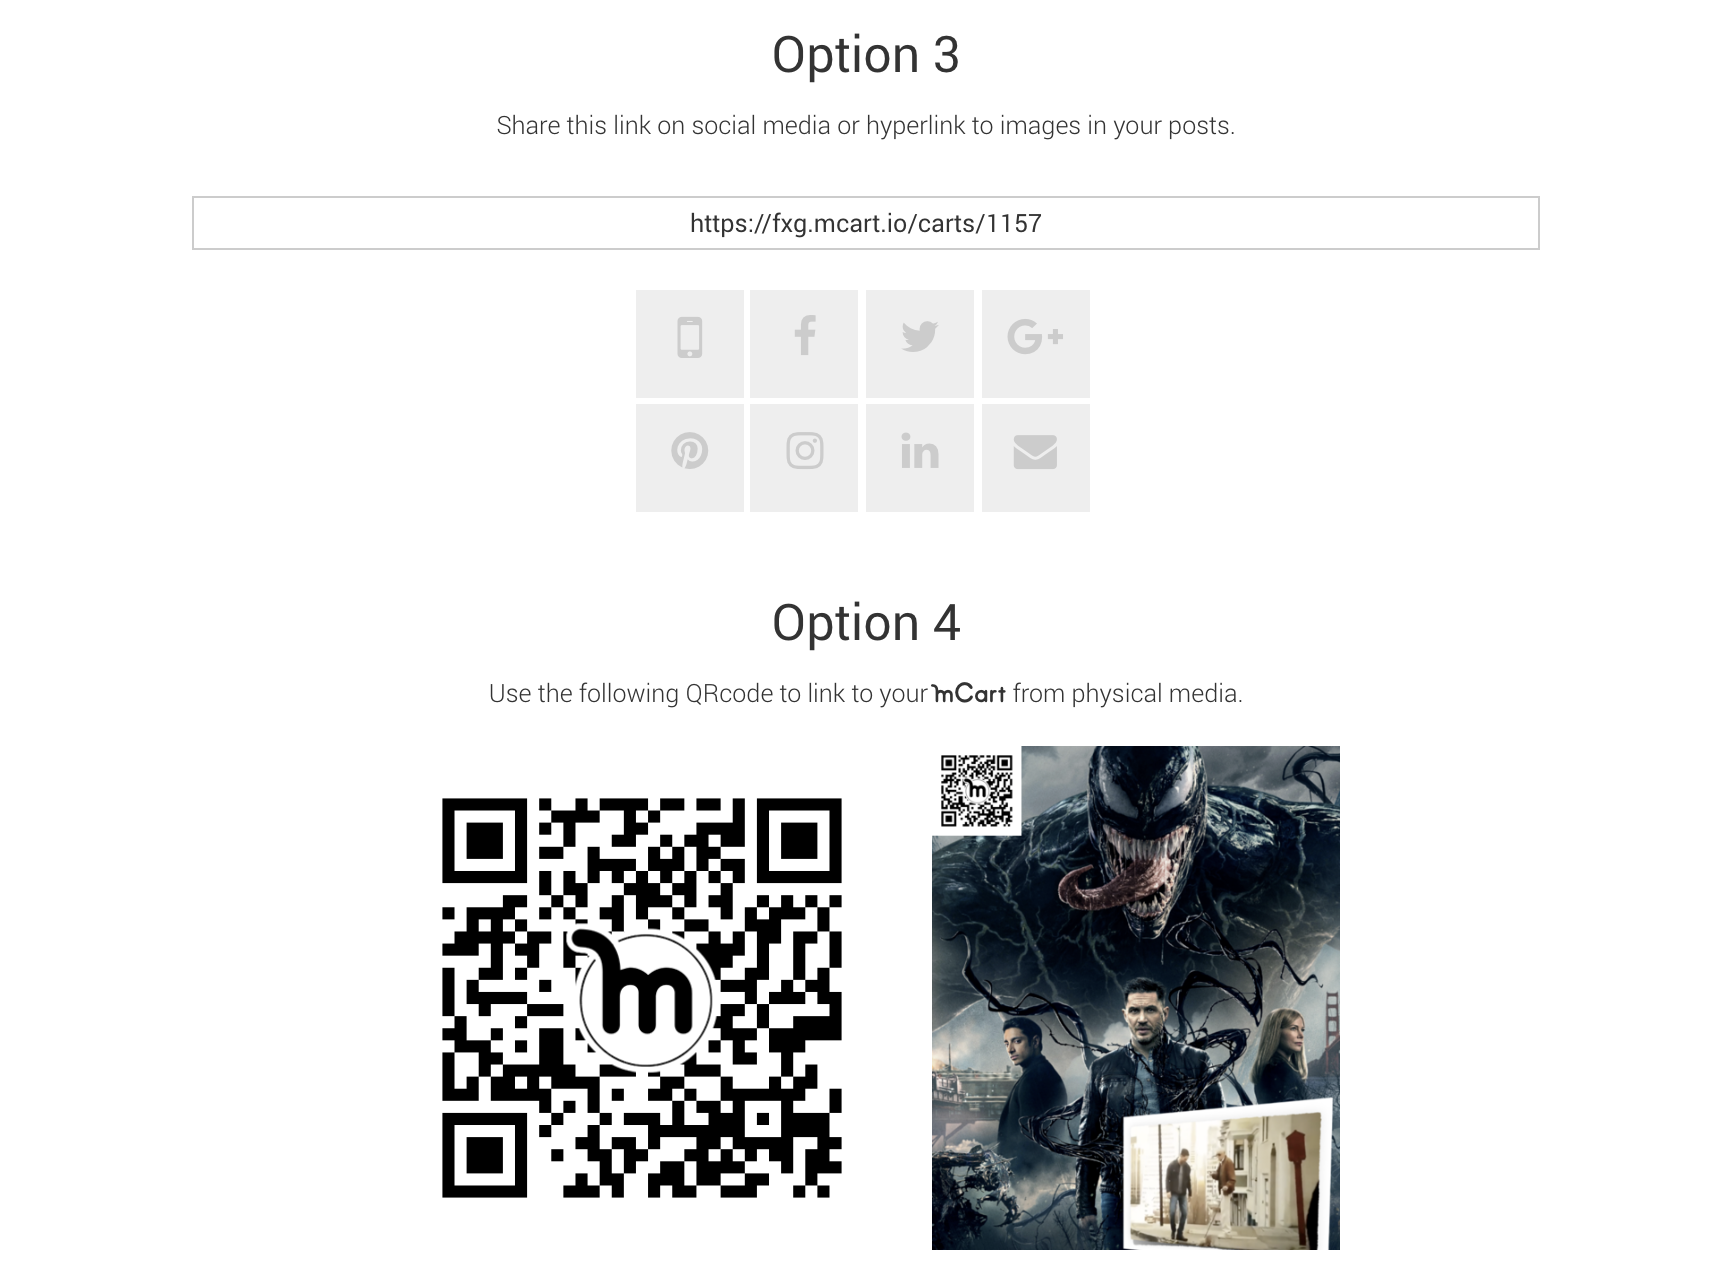 Option 3
Share this link on social media or hyperlink to images in your posts.
https://fxg.mcart.io/carts/1157
f
G+
in
Option 4
Use the following QRcode to link to your mCart from physical media.
m
m